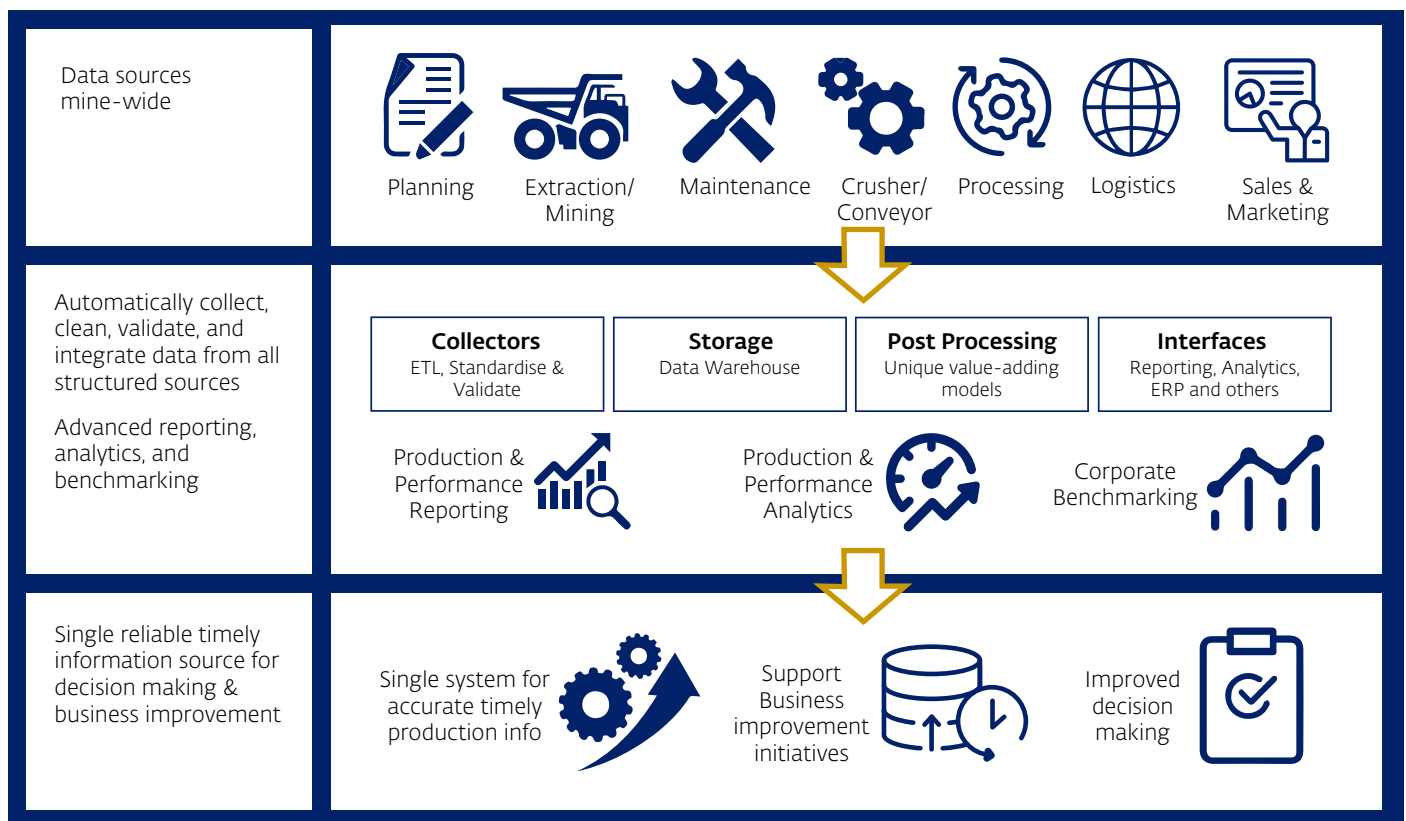 Data sources
mine-wide
Planning
Extraction/
Mining
Maintenance
Crusher/
Conveyor
Processing
Logistics
Sales &
Marketing
Automatically collect,
clean, validate, and
integrate data from all
structured sources
Advanced reporting,
analytics, and
benchmarking
Collectors
ETL, Standardise &
Validate
Storage
Data Warehouse
Post Processing
Unique value-adding
models
Interfaces
Reporting, Analytics,
ERP and others
Production &
Performance
Reporting
Production &
Performance
Analytics
Corporate
Benchmarking
Single reliable timely
information source for
decision making &
business improvement
Single system for
accurate timely
production info
Support
Business
improvement
initiatives
Improved
decision
making